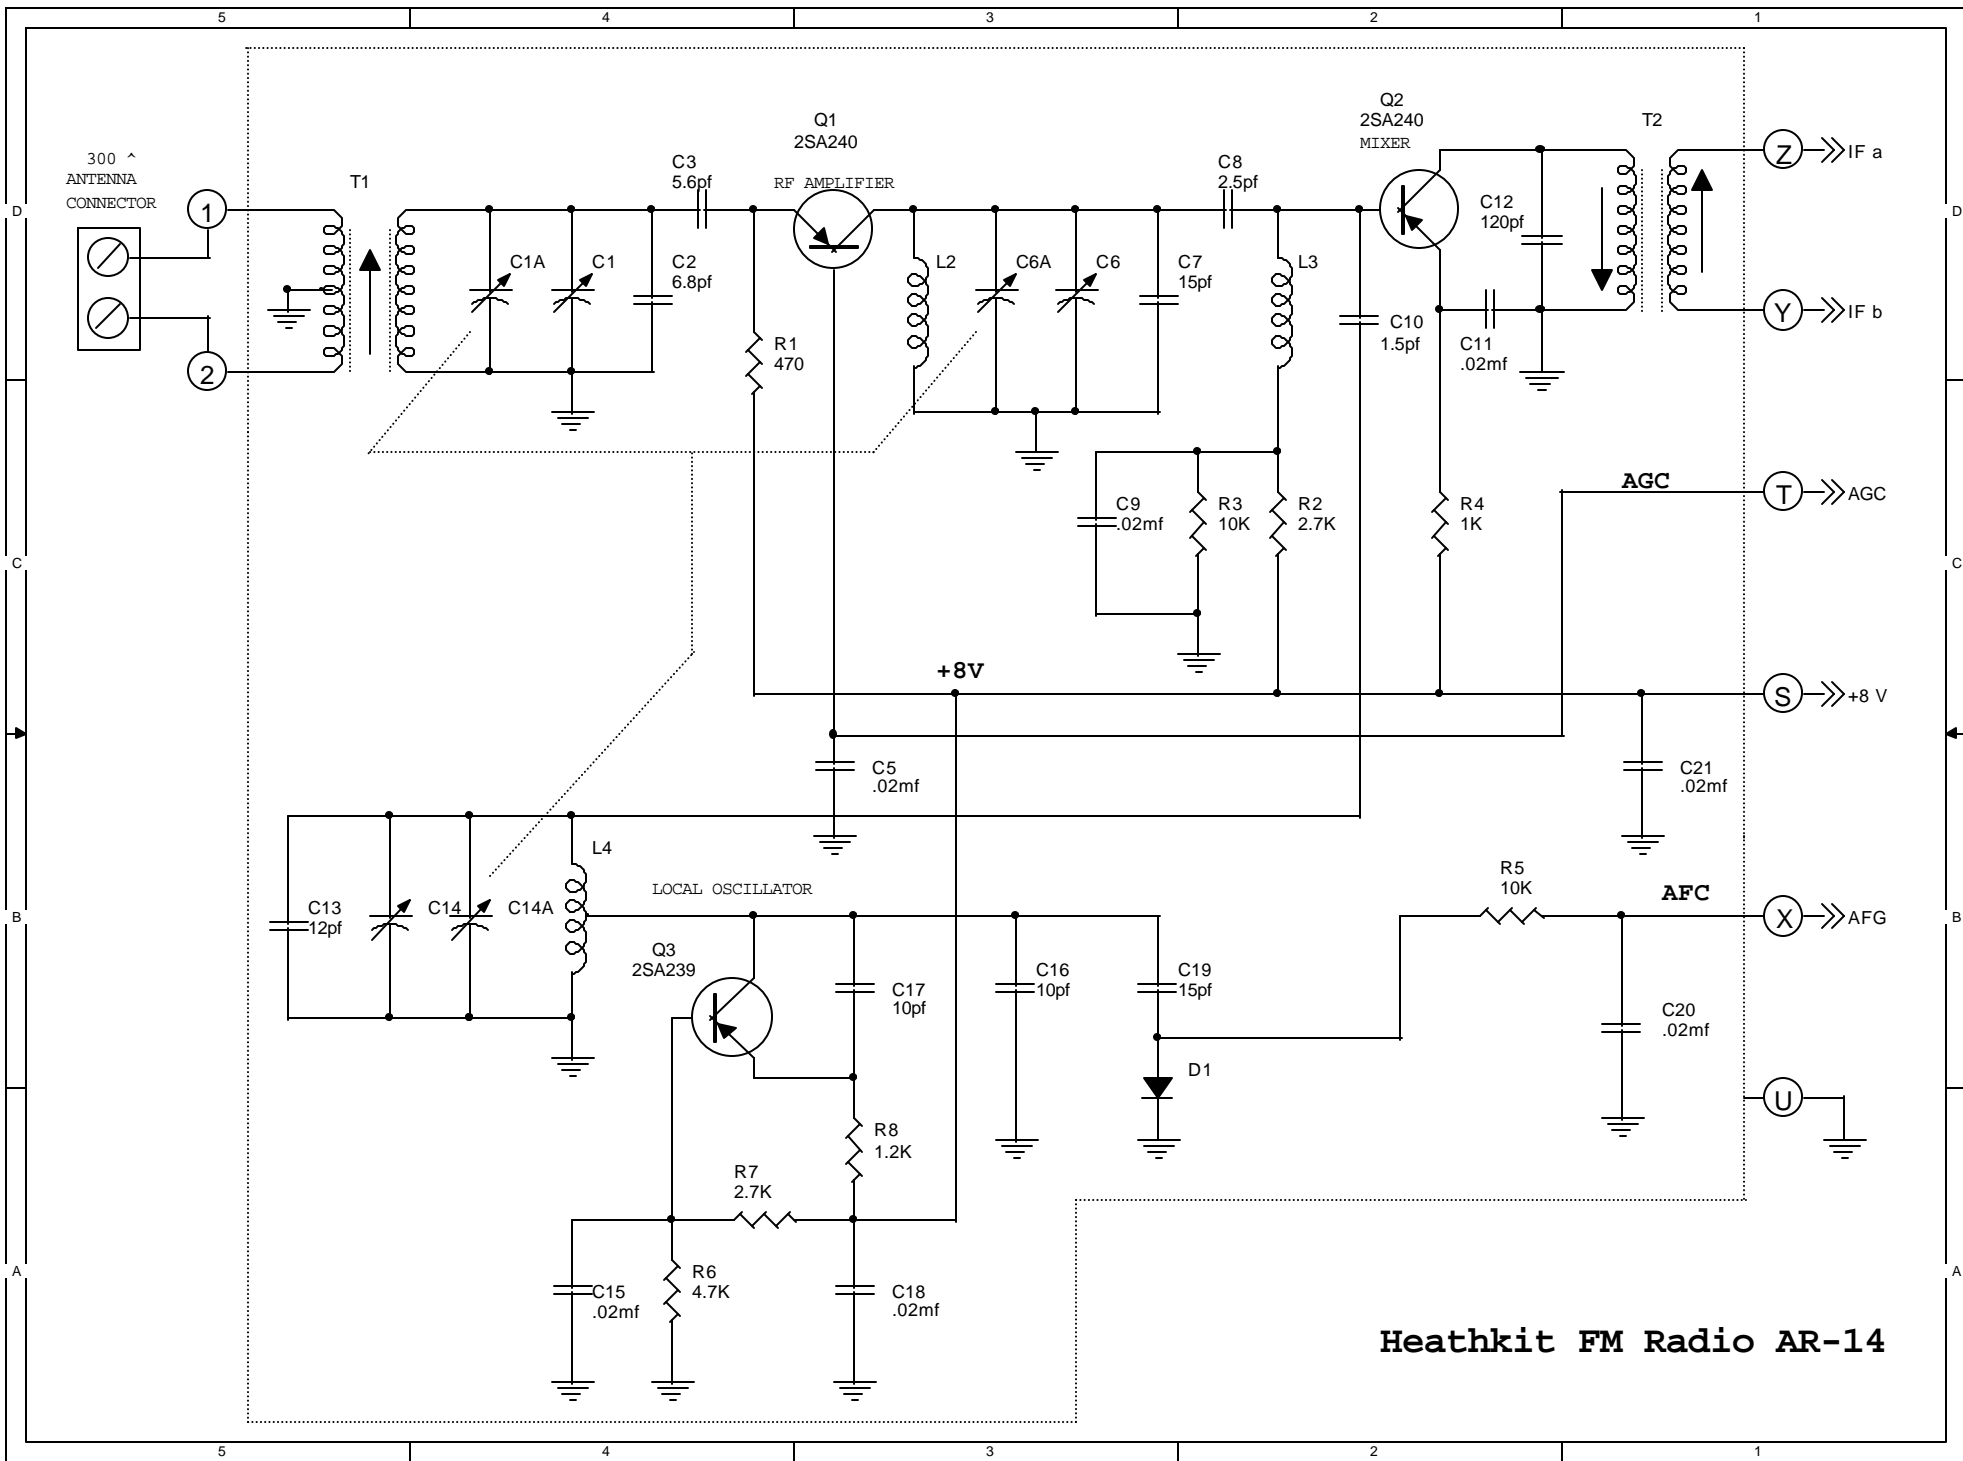 5
4
3
2
1
Q2
2SA240
MIXER
Q1
2SA240
T2
300 ^
ANTENNA
CONNECTOR
Z
IF a
C3
5.6pf
C8
2.5pf
T1
RF AMPLIFIER
D
1
C12
120pf
D
C1A
C1
C2
6.8pf
L2
C6A
C6
C7
15pf
L3
Y
IF b
C10
1.5pf
C11
.02mf
R1
470
2
AGC
T
AGC
C9
.02mf
R3
10K
R2
2.7K
R4
1K
C
C
+8V
S
+8 V
C5
.02mf
C21
.02mf
L4
R5
10K
LOCAL OSCILLATOR
AFC
B
C13
12pf
C14
C14A
X
AFG
B
Q3
2SA239
C17
10pf
C16
10pf
C19
15pf
C20
.02mf
D1
U
R8
1.2K
R7
2.7K
A
C15
.02mf
R6
4.7K
C18
.02mf
A
Heathkit FM Radio AR-14
5
4
3
2
1